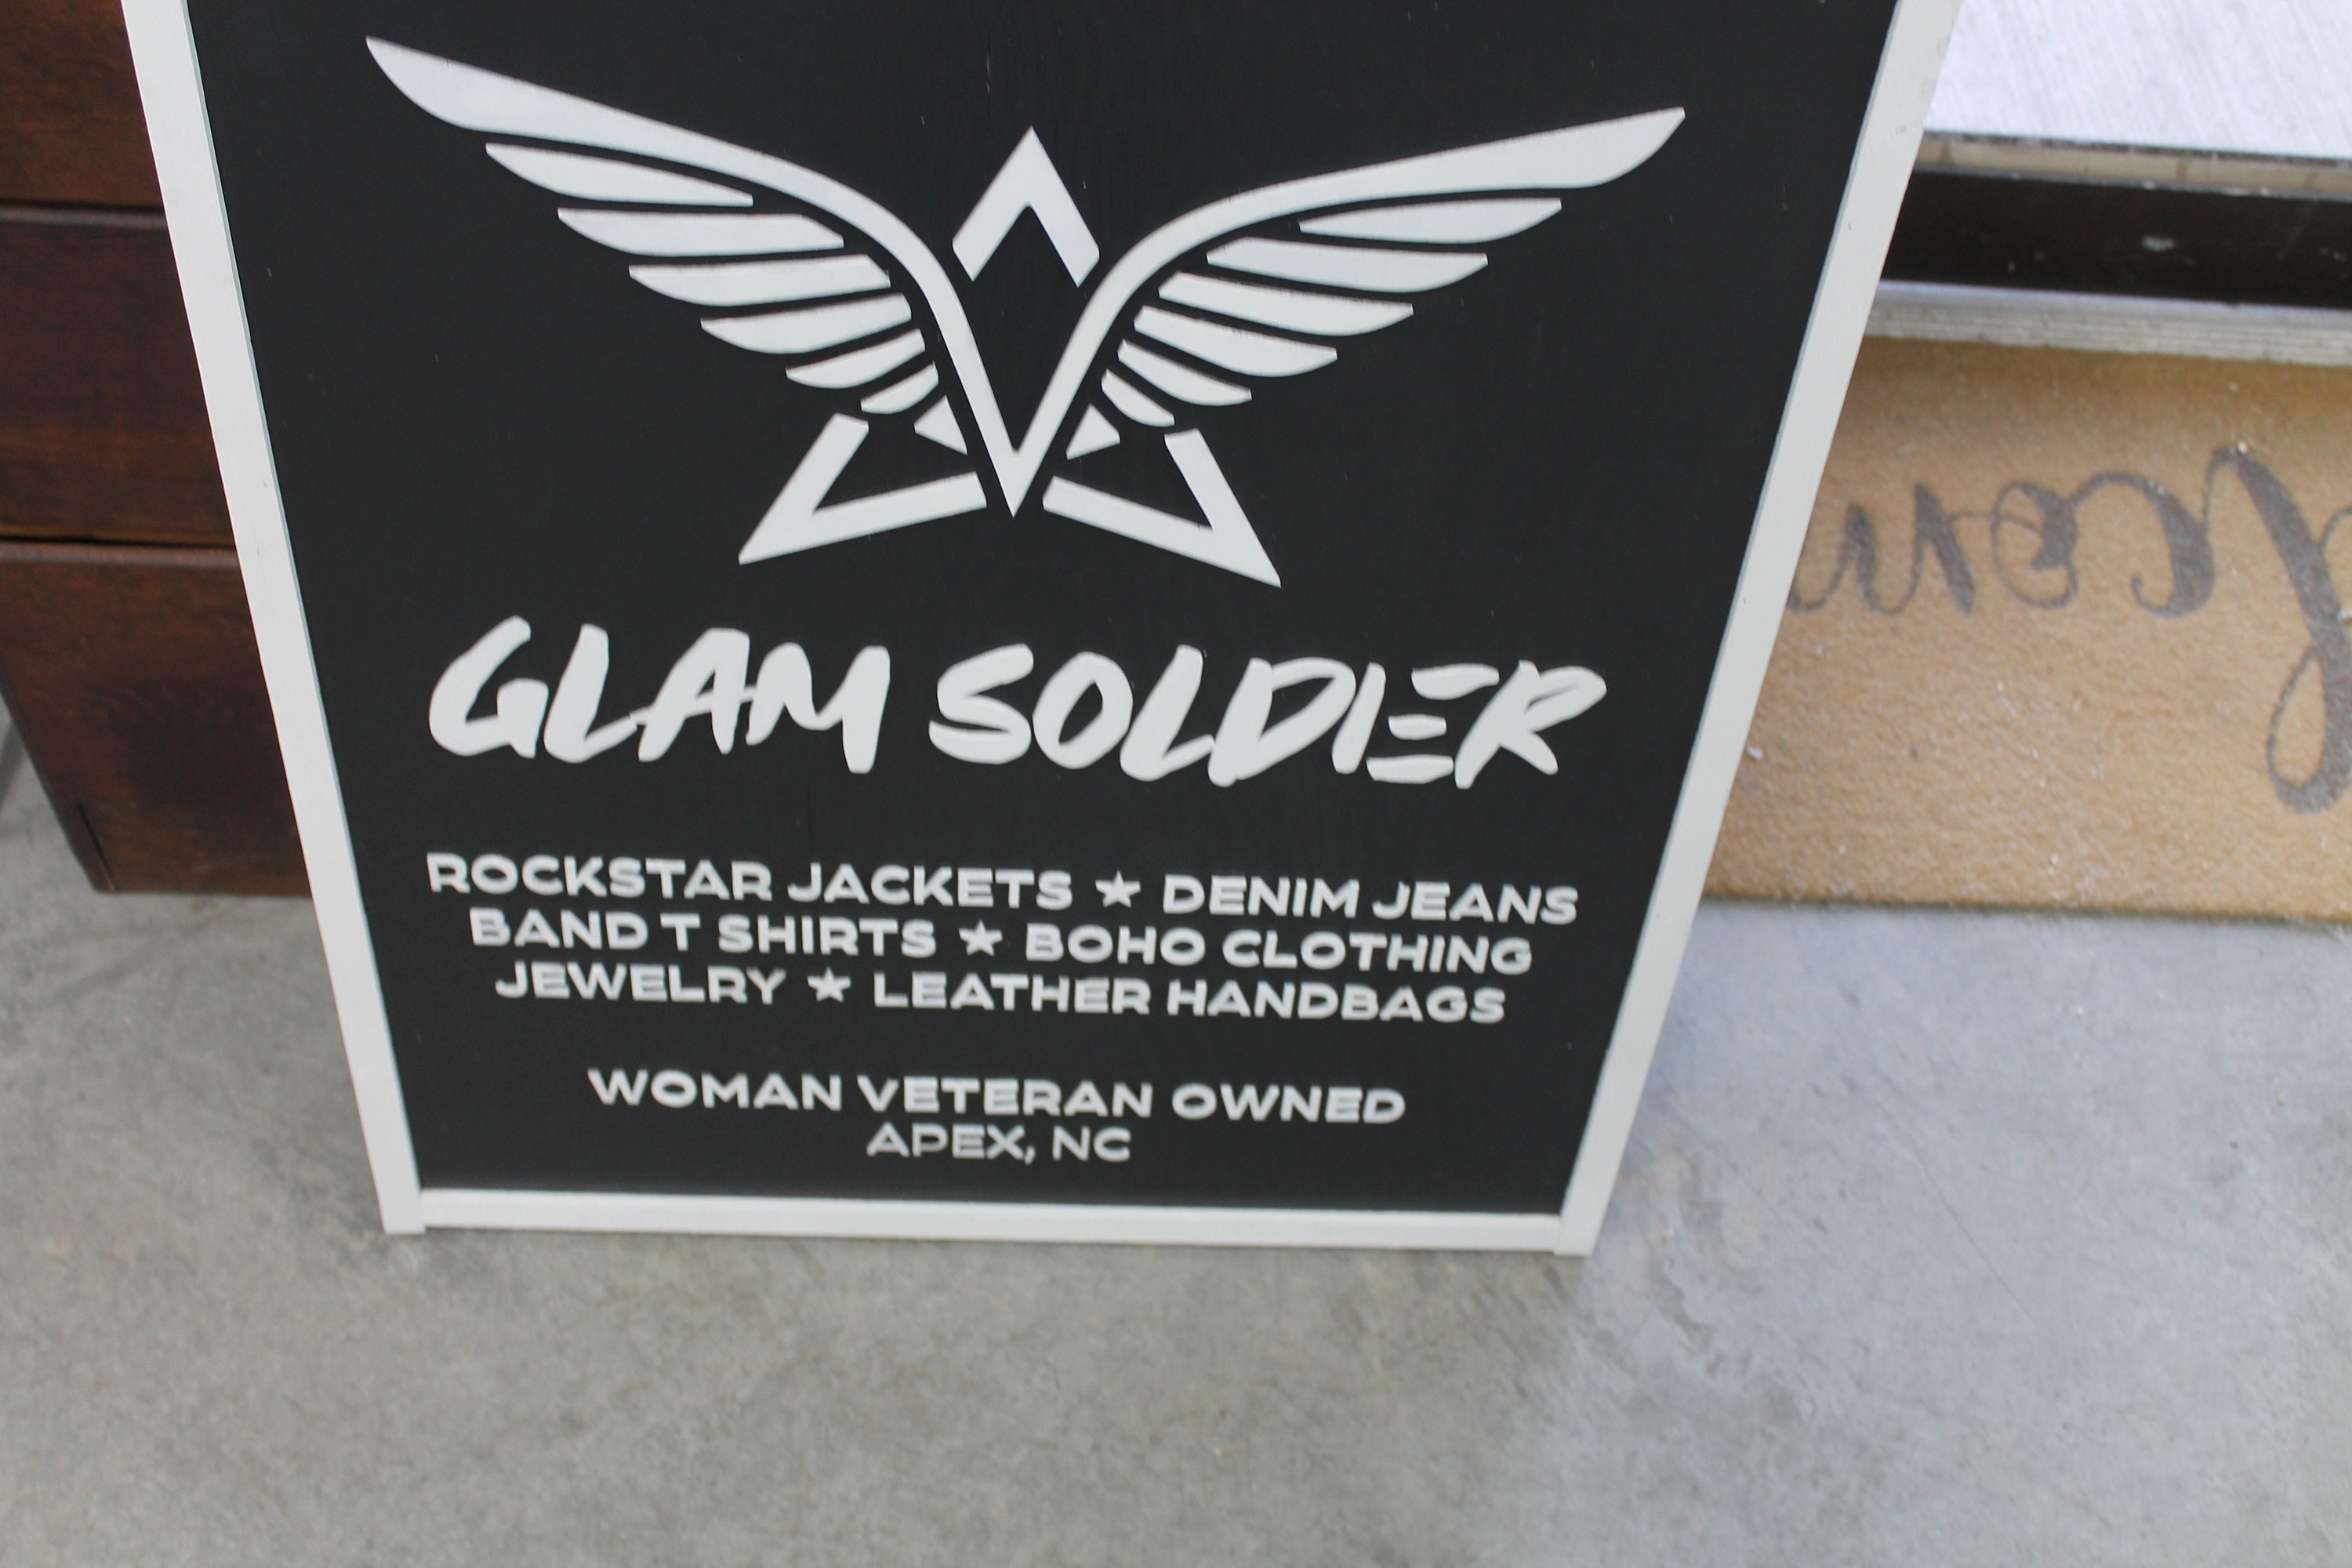 GLAM SOLDIER
ROCKSTAR JACKETS ★ DENIM JEANS
BAND T SHIRTS ★ BOHO CLOTHING
JEWELRY ★ LEATHER HANDBAGS
WOMAN VETERAN OWNED
APEX, NC